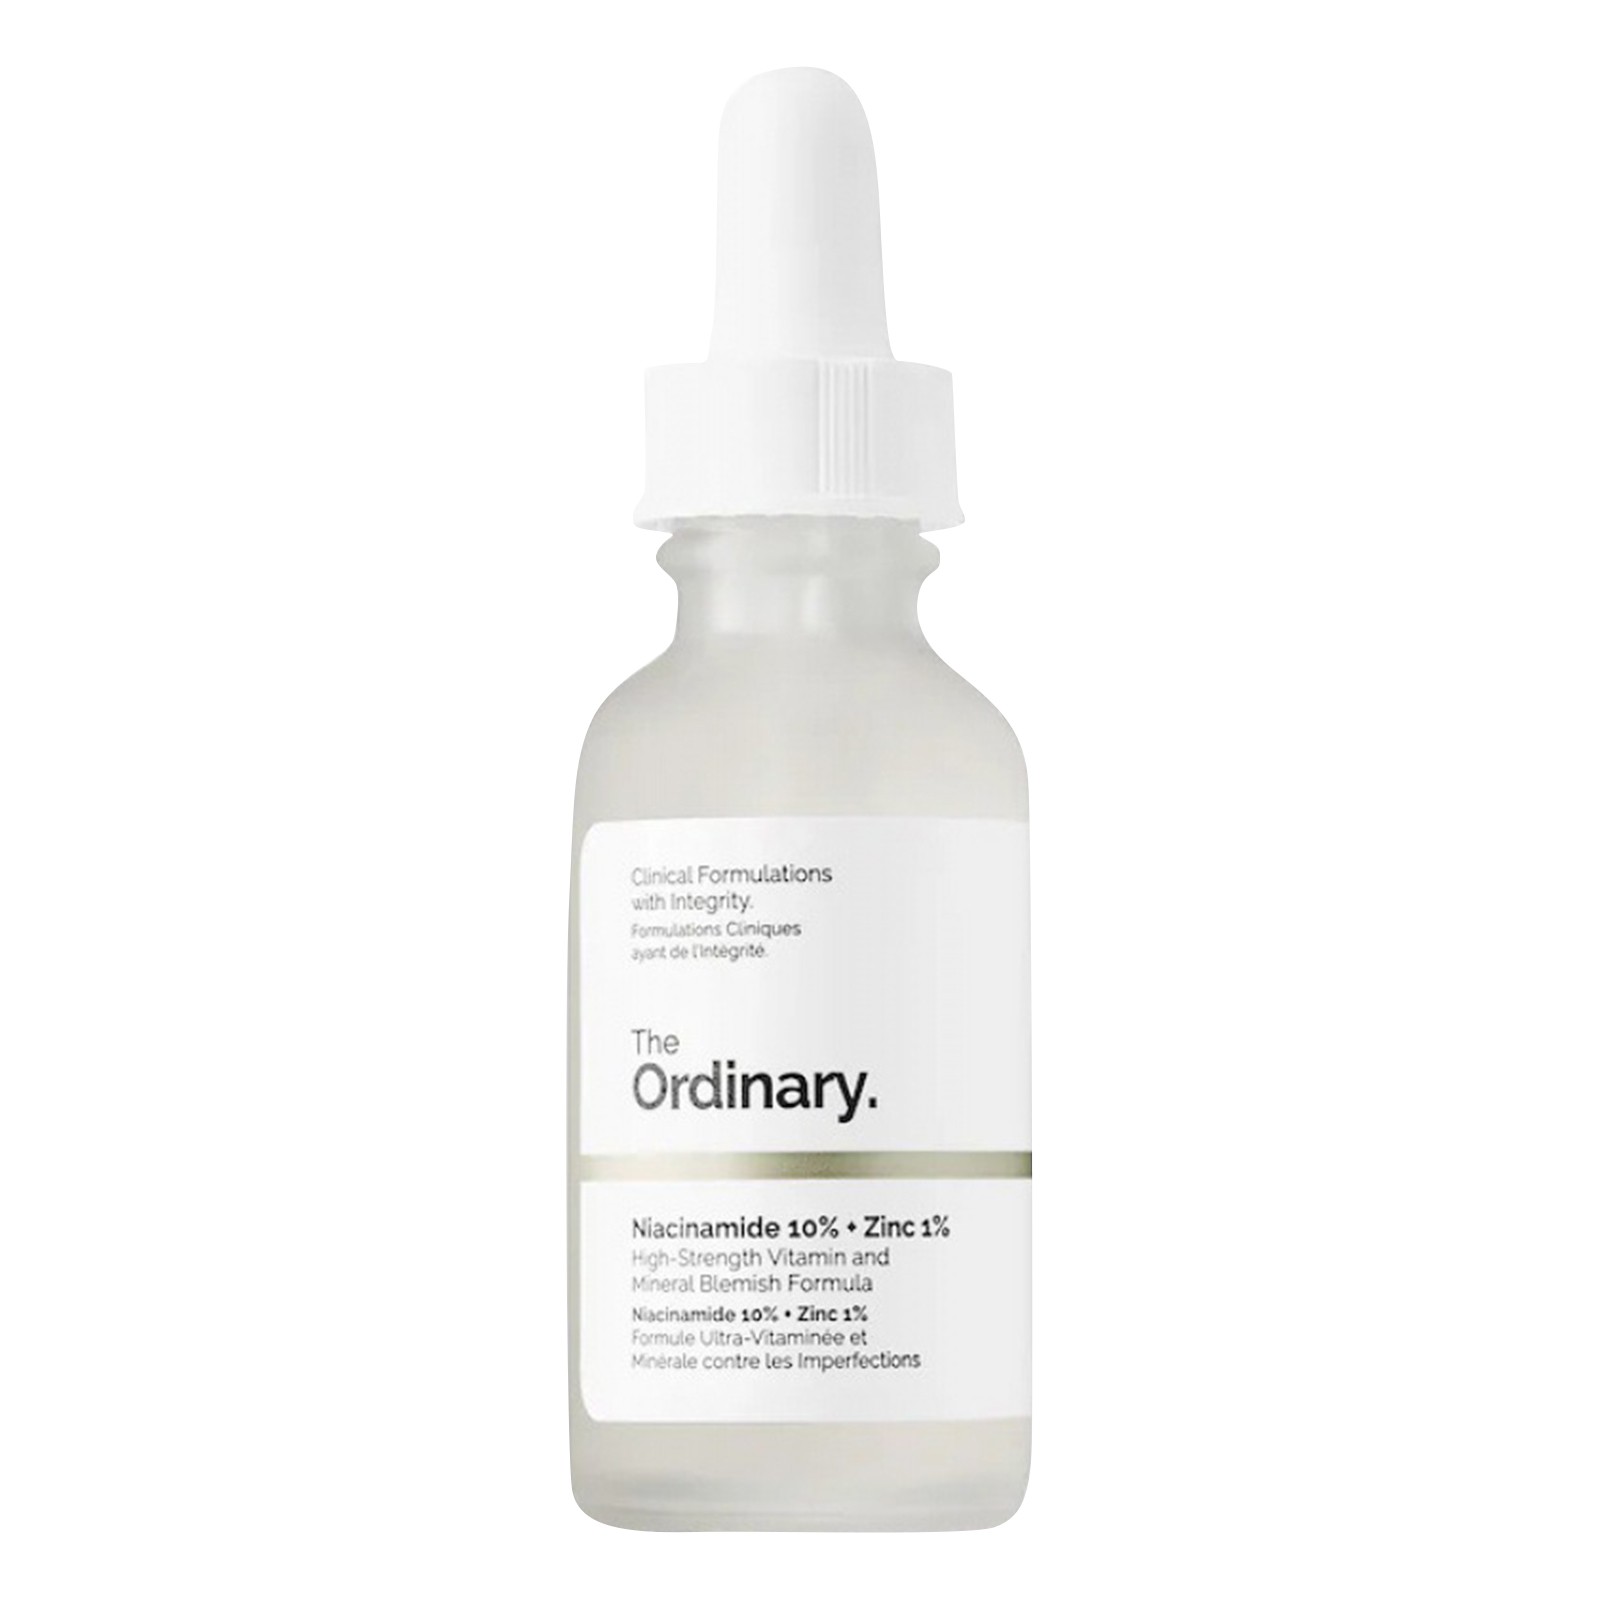 Clinical Formulations
with Integrity.
Formulations Cliniques
ayant de l'Intégrité.
The
Ordinary.
Niacinamide 10% + Zinc 1%
High-Strength Vitamin and
Mineral Blemish Formula
Niacinamide 10% + Zinc 1%
Formule Ultra-Vitaminée et
Minérale contre les Imperfections